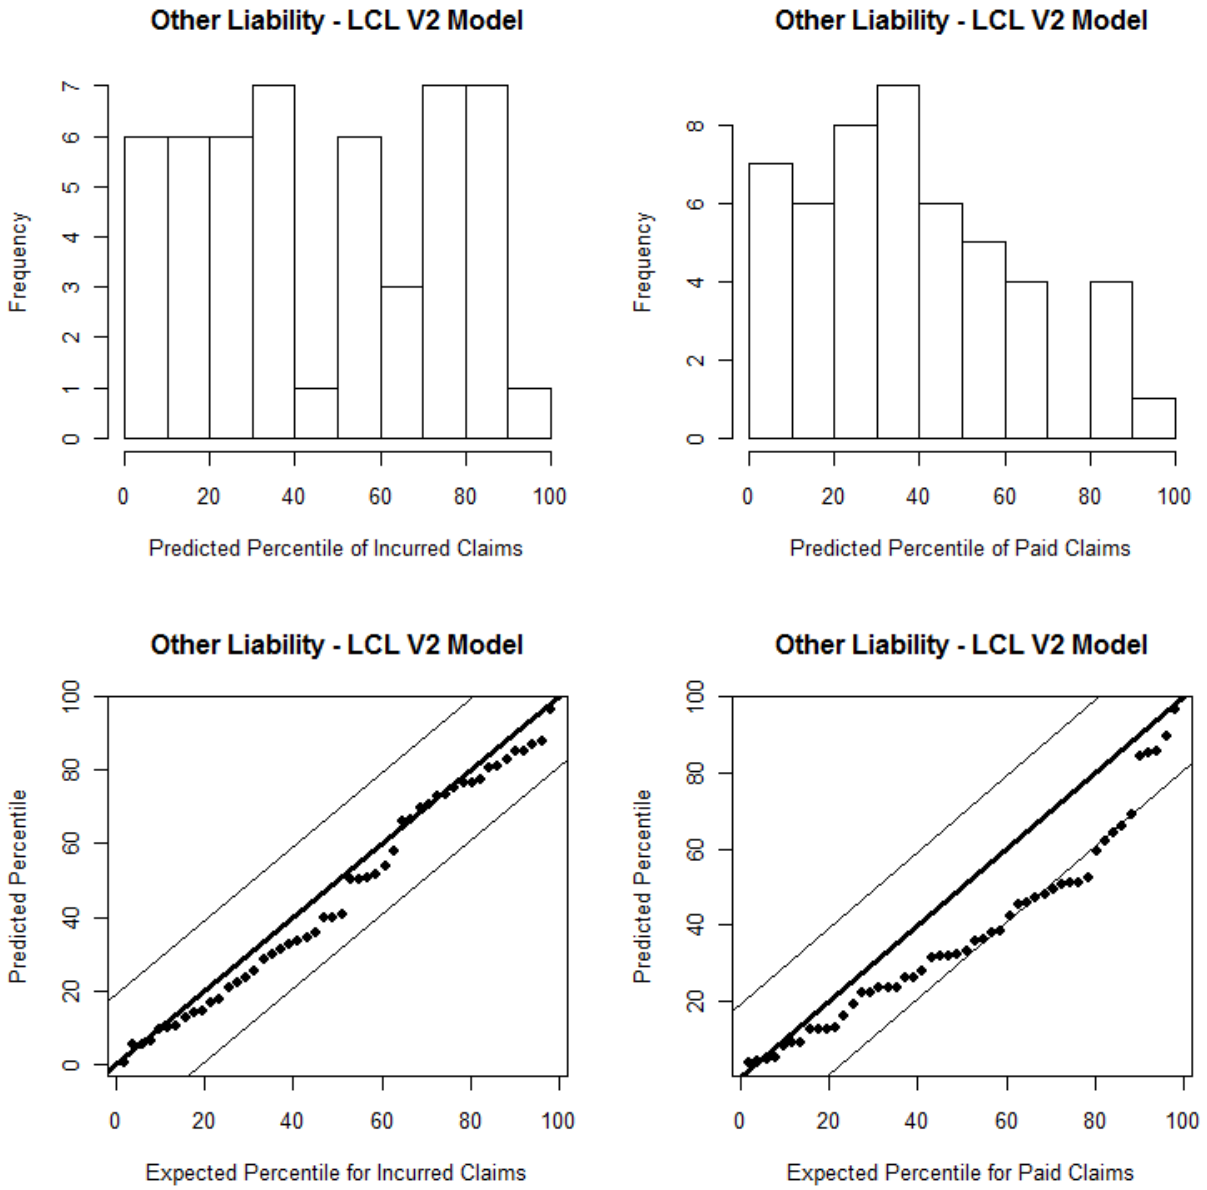 Other Liability - LCL V2 Model
7
6
5
4
3
2
1
0
Frequency
0 20 40 60 80 100
Predicted Percentile of Incurred Claims
Other Liability - LCL V2 Model
8
6
4
2
0
Frequency
0 20 40 60 80 100
Predicted Percentile of Paid Claims
Other Liability - LCL V2 Model
100
80
60
40
20
0
Predicted Percentile
0 20 40 60 80 100
Expected Percentile for Incurred Claims
Other Liability - LCL V2 Model
100
80
60
40
20
Predicted Percentile
0 20 40 60 80 100
Expected Percentile for Paid Claims